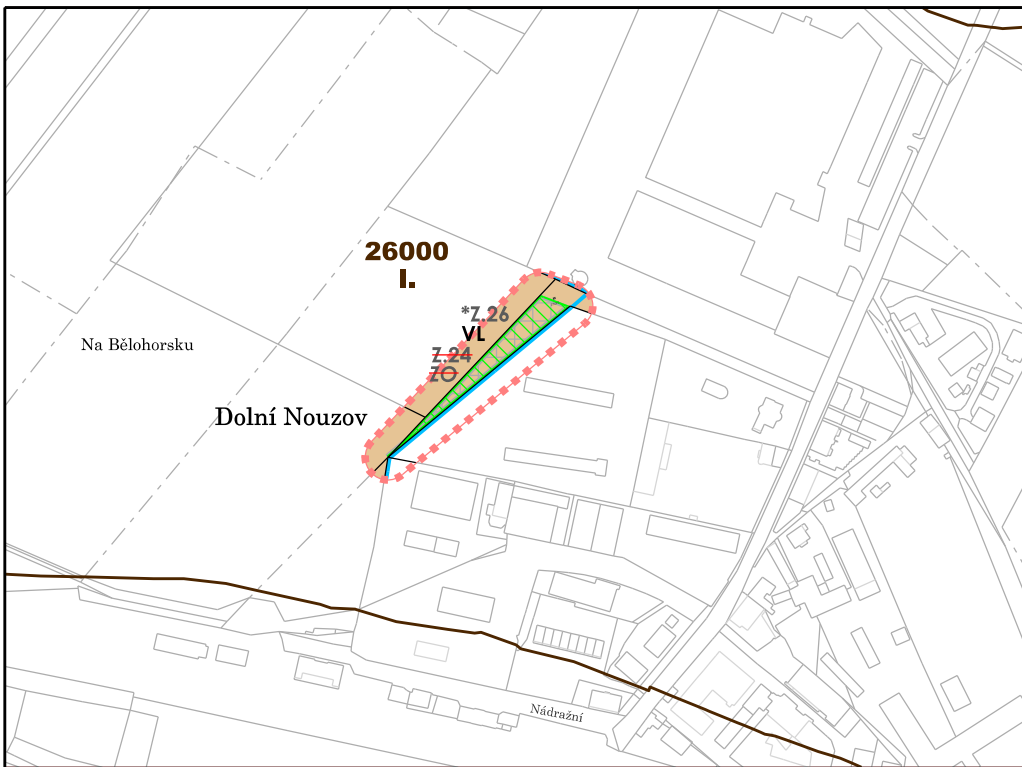 26000
I.
*Z.26
VL
Z.24
ZO
Na Bělohorsku
Dolní Nouzov
Nádražní